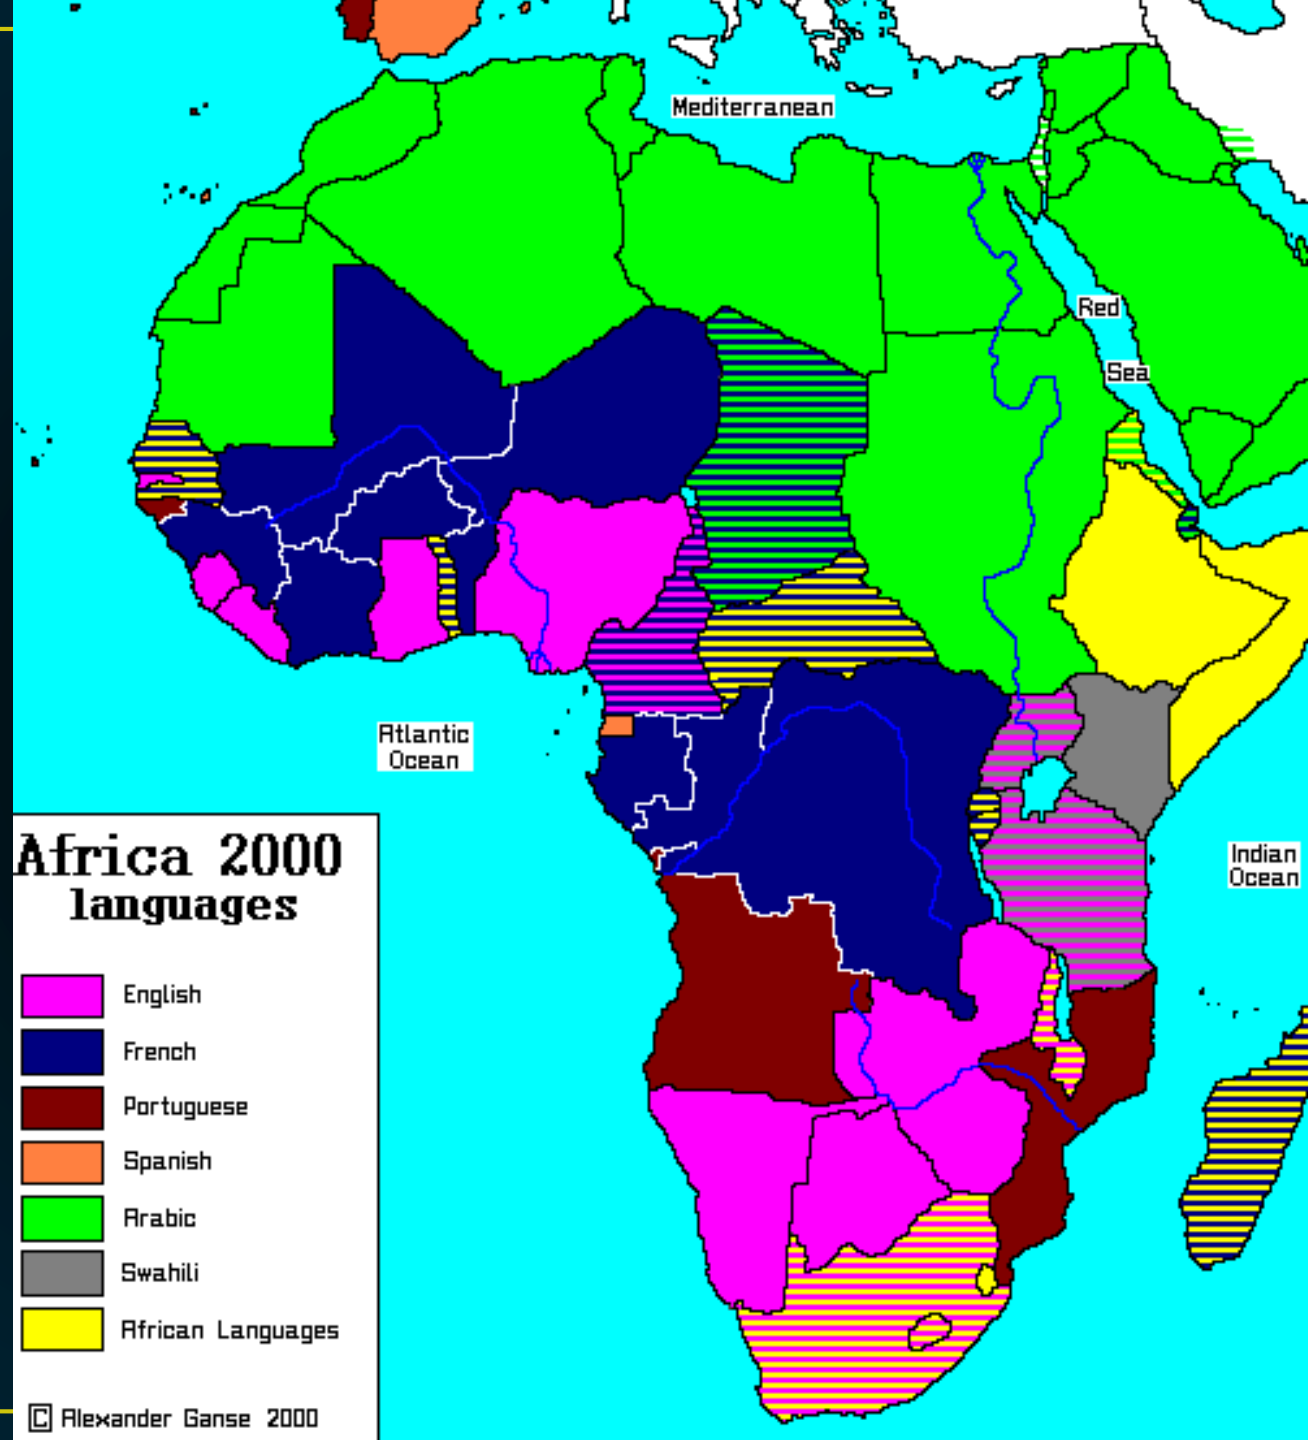 Mediterranean
Red
Sea
Atlantic
Ocean
Indian
Ocean
Africa 2000
languages
English
French
Portuguese
Spanish
Arabic
Swahili
African Languages
C Alexander Ganse 2000